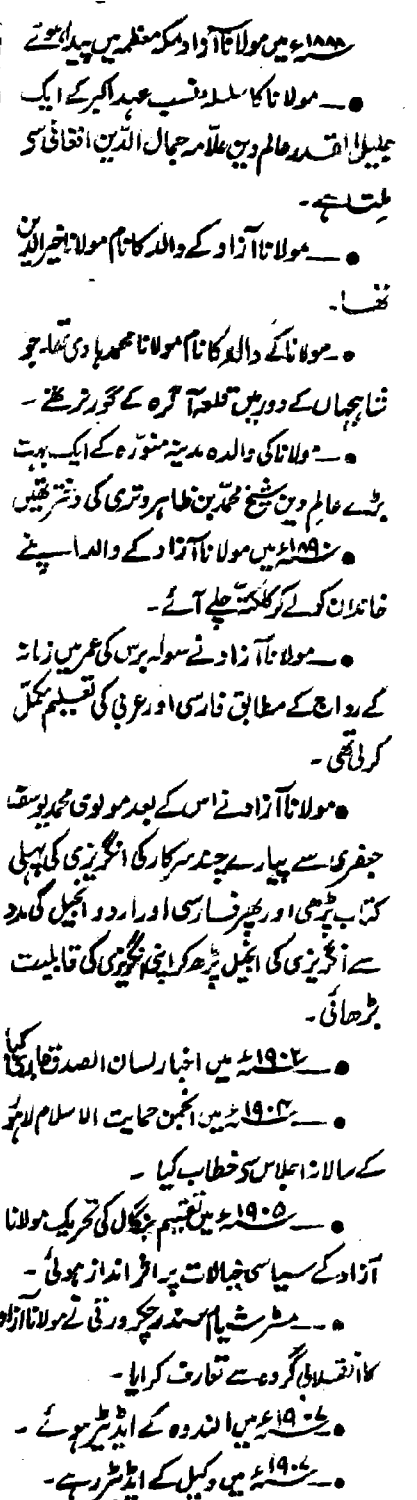 ۱۸۸۸ء میں مولانا آزاد مکہ معظمہ میں پیدا ہوئے
● — مولانا کا سلسلہ نسب عہد اکبر کے ایک
جلیل القدر عالم دین علّامہ جمال الدّین افغانی سے
ملتا ہے۔
● — مولانا آزاد کے والد کا نام مولانا خیر الدین
تھا۔
● — مولانا کے والد کا نام مولانا محمد ہادی تھا۔ جو
شاہجہاں کے دور میں قلعہ آگرہ کے گورنر تھے۔
● — مولانا کی والدہ مدینہ منوّرہ کے ایک بہت
بڑے عالم دین شیخ محمّد بن ظاہر وتری کی دختر تھیں
● — ۱۸۹۰ء میں مولانا آزاد کے والد اپنے
خاندان کو لے کر کلکتہ چلے آئے۔
● — مولانا آزاد نے سولہ برس کی عمر میں زمانہ
کے رواج کے مطابق فارسی اور عربی کی تعلیم مکمّل
کر لی تھی۔
● مولانا آزاد نے اس کے بعد مولوی محمد یوسف
جعفری سے پیارے چند سرکار کی انگریزی کی پہلی
کتاب پڑھی اور پھر فارسی اور اردو انجیل کی مدد
سے انگریزی کی انجیل پڑھ کر اپنی انگریزی کی قابلیت
بڑھائی۔
● — ۱۹۰۲ء میں اخبار لسان الصدق جاری کیا
● — ۱۹۰۴ء میں انجمن حمایت الاسلام لاہور
کے سالانہ اجلاس سے خطاب کیا ۔
● — ۱۹۰۵ء میں تقسیم بنگال کی تحریک مولانا
آزاد کے سیاسی خیالات پر اثر انداز ہوئی۔
● — مسٹر شیام سندر چکرورتی نے مولانا آزاد
کا انقلابی گروہ سے تعارف کرایا۔
● — ۱۹۰۶ء میں الندوہ کے ایڈیٹر ہوئے ۔
● — ۱۹۰۷ء میں وکیل کے ایڈیٹر رہے۔